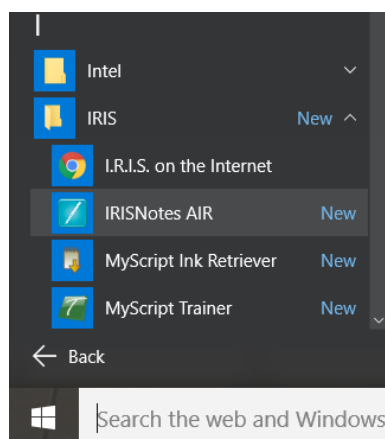 I
Intel
IRIS New
I.R.I.S. on the Internet
IRISNotes AIR New
MyScript Ink Retriever New
MyScript Trainer New
Back
Search the web and Windows